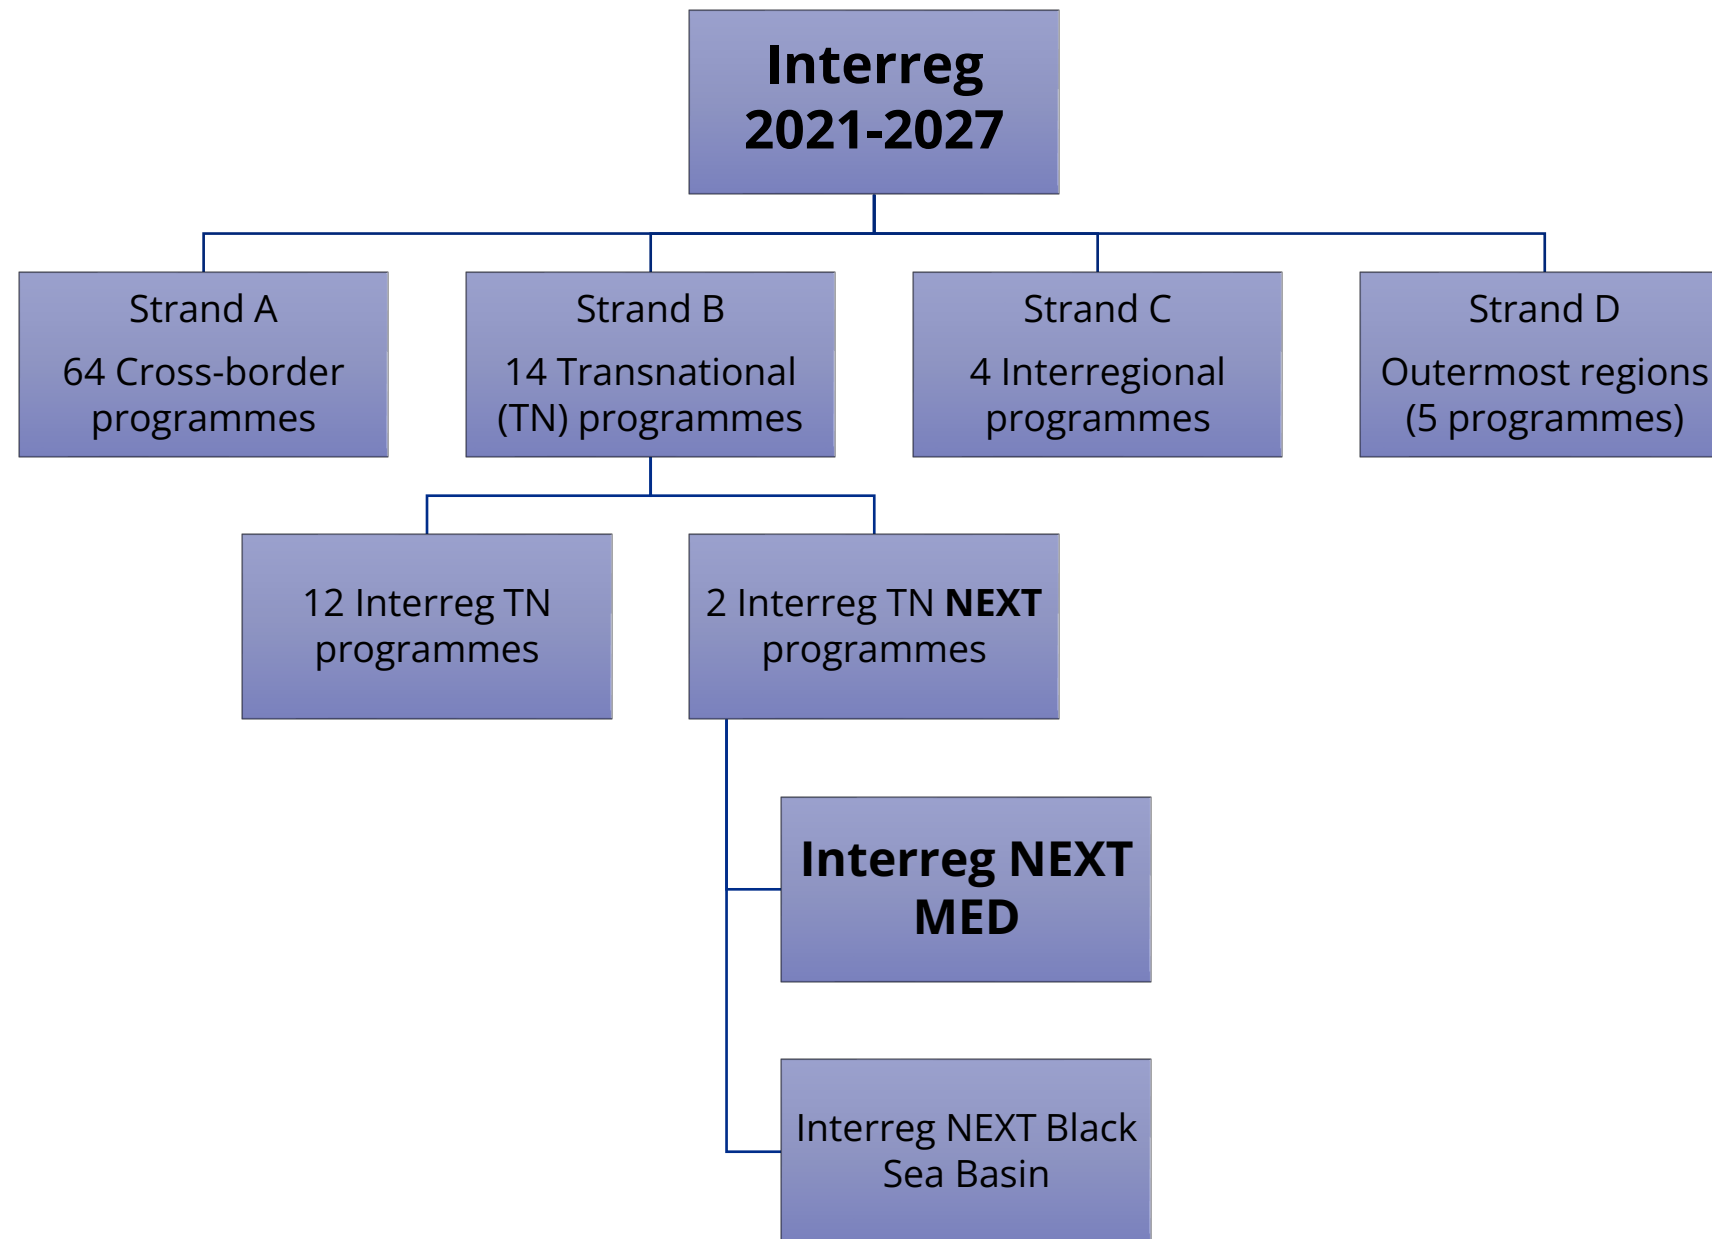 Interreg
2021-2027
Strand A
64 Cross-border
programmes
Strand B
14 Transnational
(TN) programmes
Strand C
4 Interregional
programmes
Strand D
Outermost regions
(5 programmes)
12 Interreg TN
programmes
2 Interreg TN NEXT
programmes
Interreg NEXT
MED
Interreg NEXT Black
Sea Basin